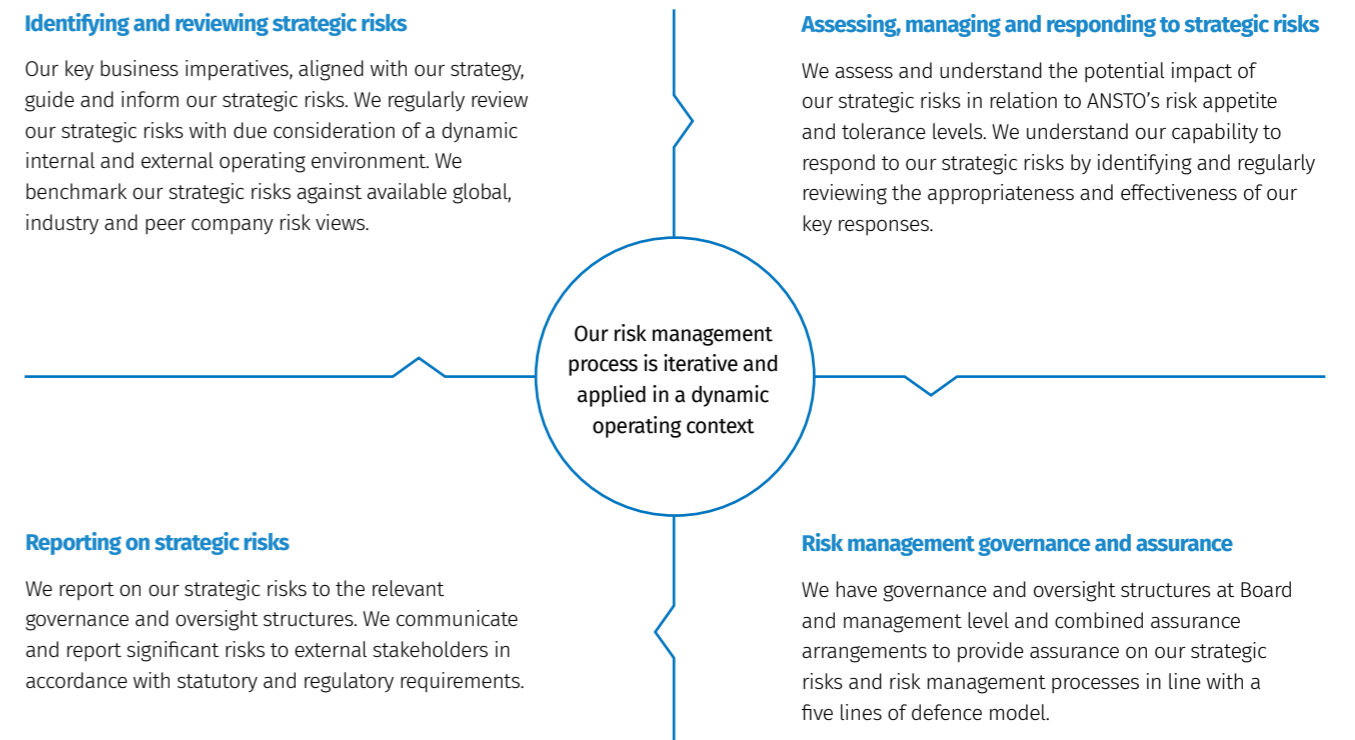 Identifying and reviewing strategic risks
Our key business imperatives, aligned with our strategy,
guide and inform our strategic risks. We regularly review
our strategic risks with due consideration of a dynamic
internal and external operating environment. We
benchmark our strategic risks against available global,
industry and peer company risk views.
Assessing, managing and responding to strategic risks
We assess and understand the potential impact of
our strategic risks in relation to ANSTO's risk appetite
and tolerance levels. We understand our capability to
respond to our strategic risks by identifying and regularly
reviewing the appropriateness and effectiveness of our
key responses.
Our risk management
process is iterative and
applied in a dynamic
operating context
Reporting on strategic risks
We report on our strategic risks to the relevant
governance and oversight structures. We communicate
and report significant risks to external stakeholders in
accordance with statutory and regulatory requirements.
Risk management governance and assurance
We have governance and oversight structures at Board
and management level and combined assurance
arrangements to provide assurance on our strategic
risks and risk management processes in line with a
five lines of defence model.